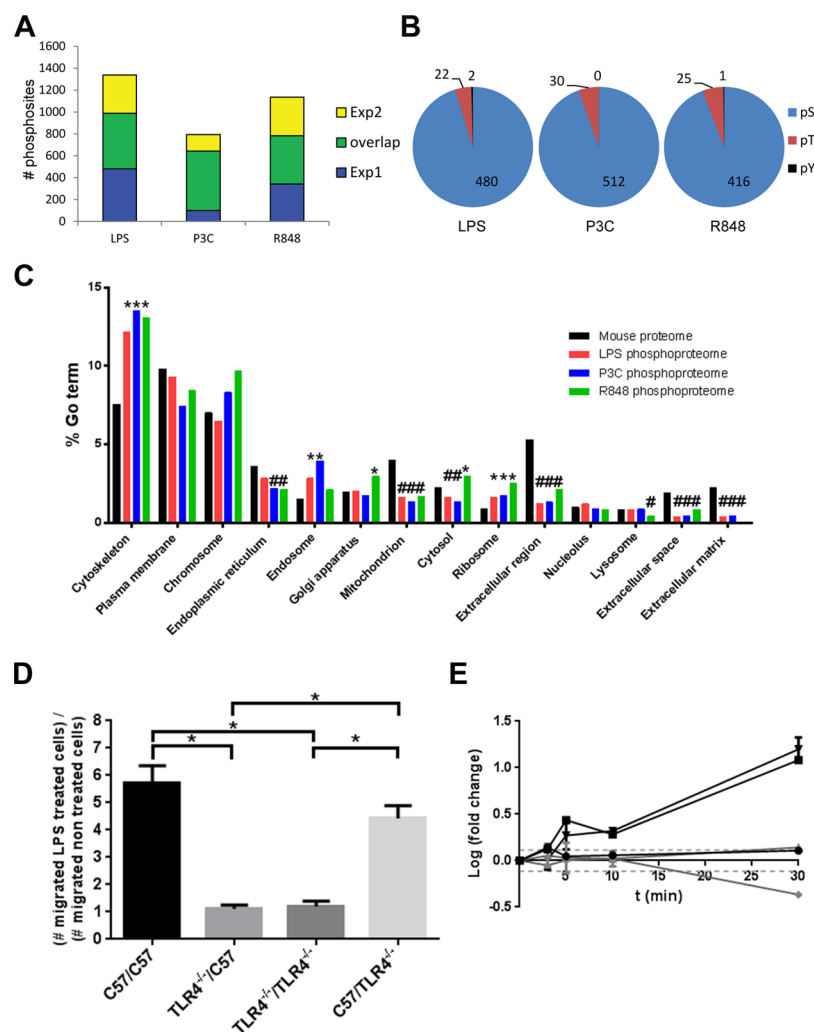 A
1600
1400
1200
1000
800
600
400
200
0
# phosphosites
LPS
P3C
R848
Exp2
overlap
Exp1
B
22
2
480
LPS
30
0
512
P3C
25
1
416
R848
pS
pT
pY
C
15
10
5
0
% Go term
***
##
**
*
###
##
*
***
###
#
###
###
Mouse proteome
LPS phosphoproteome
P3C phosphoproteome
R848 phosphoproteome
Cytoskeleton
Plasma membrane
Chromosome
Endoplasmic reticulum
Endosome
Golgi apparatus
Mitochondrion
Cytosol
Ribosome
Extracellular region
Nucleolus
Lysosome
Extracellular space
Extracellular matrix
D
(# migrated LPS treated cells) /
(# migrated non treated cells)
8
7
6
5
4
3
2
1
0
*
*
*
*
C57/C57
TLR4-/-/C57
TLR4-/-/TLR4-/-
C57/TLR4-/-
E
Log (fold change)
1.5
1.0
0.5
0.0
-0.5
5
10
15
20
25
30
t (min)